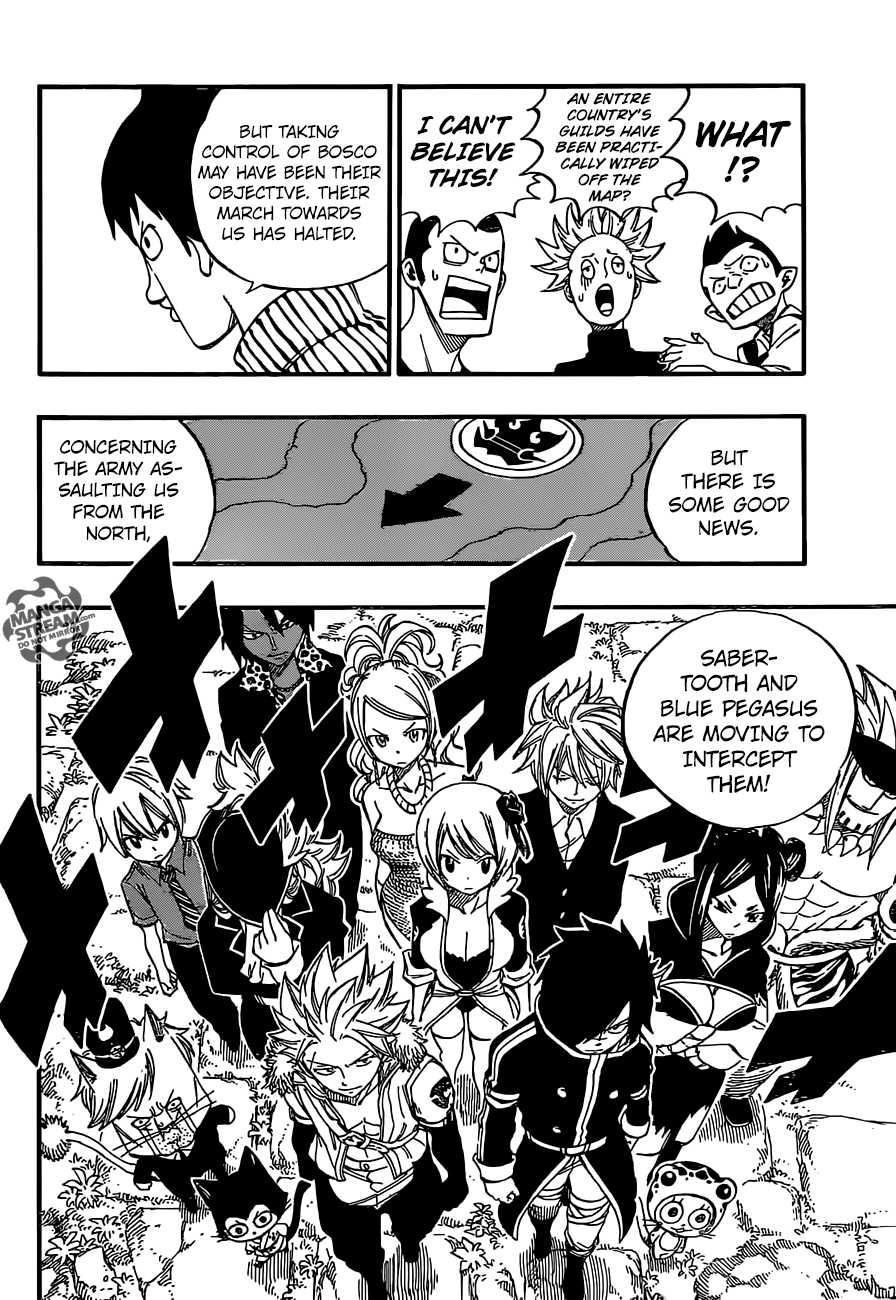 WHAT
!?
AN ENTIRE
COUNTRY'S
GUILDS HAVE
BEEN PRACTI-
CALLY WIPED
OFF THE
MAP?
I CAN'T
BELIEVE
THIS!
BUT TAKING
CONTROL OF BOSCO
MAY HAVE BEEN THEIR
OBJECTIVE. THEIR
MARCH TOWARDS
US HAS HALTED.
BUT
THERE IS
SOME GOOD
NEWS.
CONCERNING
THE ARMY AS-
SAULTING US
FROM THE
NORTH,
MANGA
STREAM.com
DO NOT MIRROR
SABER-
TOOTH AND
BLUE PEGASUS
ARE MOVING TO
INTERCEPT
THEM!